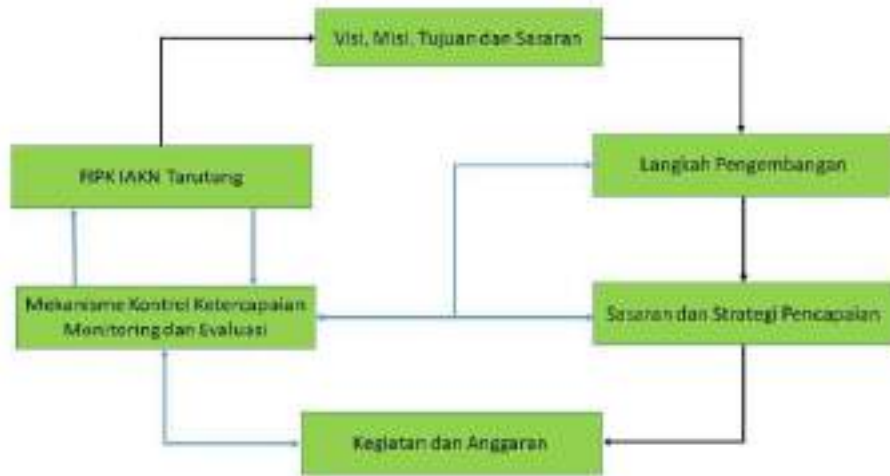 Visi, Misi, Tujuan dan Sasaran
Langkah Pengembangan
IAKN Tarutung
Mekanisme Kontrol Ketercapaian
Monitoring dan Evaluasi
Sasaran dan Strategi Pencapaian
Kegiatan dan Anggaran